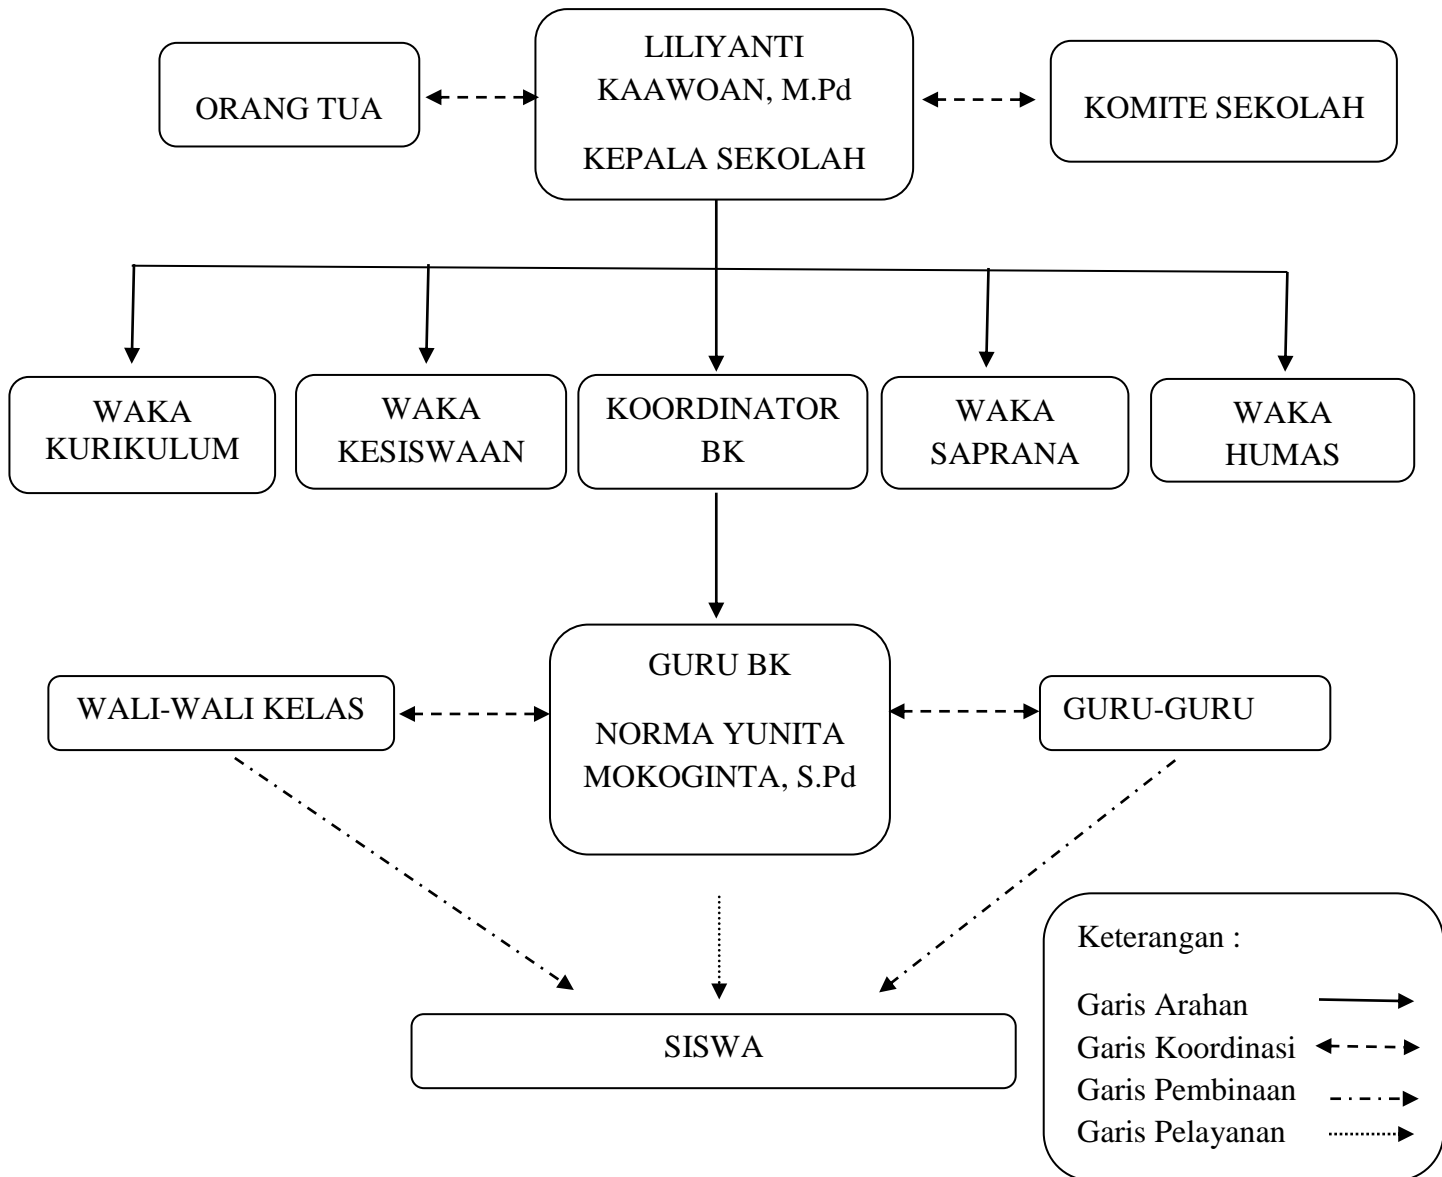 ORANG TUA
LILIYANTI
KAAWOAN, M.Pd
KEPALA SEKOLAH
KOMITE SEKOLAH
WAKA
KURIKULUM
WAKA
KESISWAAN
KOORDINATOR
BK
WAKA
SAPRANA
WAKA
HUMAS
WALI-WALI KELAS
GURU BK
NORMA YUNITA
MOKOGINTA, S.Pd
GURU-GURU
SISWA
Keterangan :
Garis Arahan
Garis Koordinasi
Garis Pembinaan
Garis Pelayanan